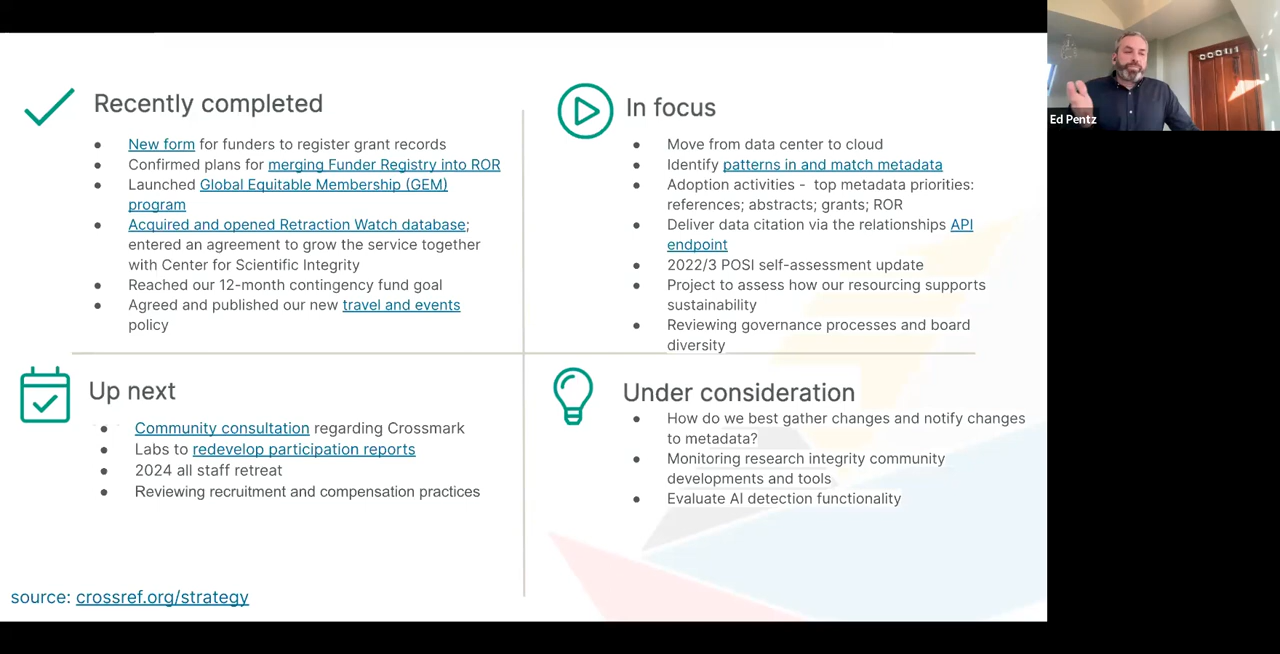 Recently completed
● New form for funders to register grant records
● Confirmed plans for merging Funder Registry into ROR
● Launched Global Equitable Membership (GEM)
program
● Acquired and opened Retraction Watch database;
entered an agreement to grow the service together
with Center for Scientific Integrity
● Reached our 12-month contingency fund goal
● Agreed and published our new travel and events
policy
In focus
● Move from data center to cloud
● Identify patterns in and match metadata
● Adoption activities - top metadata priorities:
references; abstracts; grants; ROR
● Deliver data citation via the relationships API
endpoint
● 2022/3 POSI self-assessment update
● Project to assess how our resourcing supports
sustainability
● Reviewing governance processes and board
diversity
Up next
● Community consultation regarding Crossmark
● Labs to redevelop participation reports
● 2024 all staff retreat
● Reviewing recruitment and compensation practices
Under consideration
● How do we best gather changes and notify changes
to metadata?
● Monitoring research integrity community
developments and tools
● Evaluate AI detection functionality
source: crossref.org/strategy
Ed Pentz